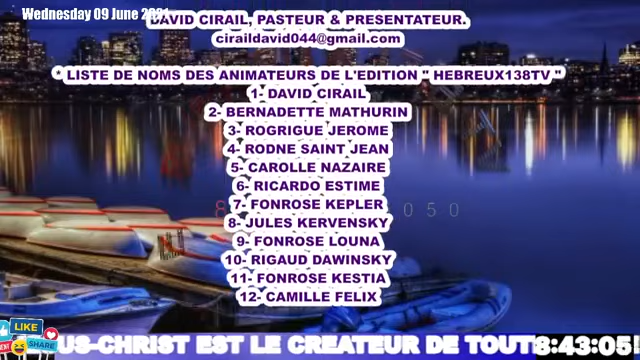 Wednesday 09 June 2021
DAVID CIRAIL, PASTEUR & PRESENTATEUR.
ciraildavid044@gmail.com
* LISTE DE NOMS DES ANIMATEURS DE L'EDITION " HEBREUX138TV "
1- DAVID CIRAIL
2- BERNADETTE MATHURIN
3- ROGRIGUE JEROME
4- RODNE SAINT JEAN
5- CAROLLE NAZAIRE
6- RICARDO ESTIME
7- FONROSE KEPLER
050
8- JULES KERVENSKY
9- FONROSE LOUNA
10- RIGAUD DAWINSKY
11- FONROSE KESTIA
12- CAMILLE FELIX
LIKE
SHARE
US-CHRIST EST LE CREATEUR DE TOUT
8:43:05